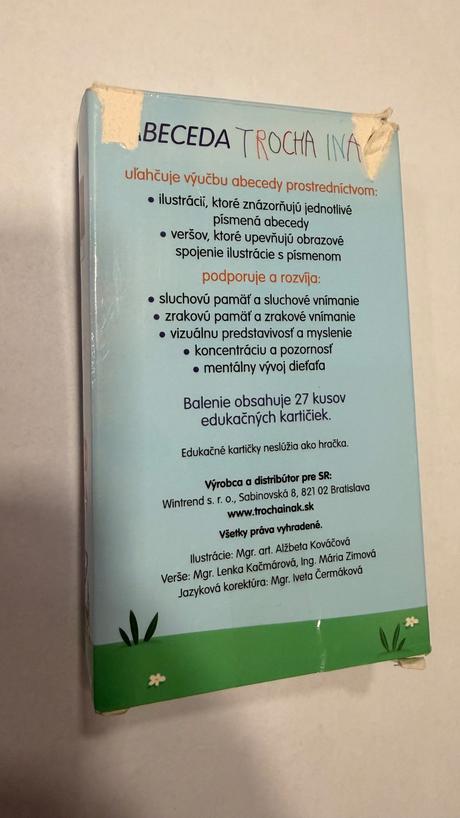 ABECEDA TROCHA INA
uľahčuje výučbu abecedy prostredníctvom:
• ilustrácií, ktoré znázorňujú jednotlivé
písmená abecedy
• veršov, ktoré upevňujú obrazové
spojenie ilustrácie s písmenom
podporuje a rozvíja:
• sluchovú pamäť a sluchové vnímanie
• zrakovú pamäť a zrakové vnímanie
• vizuálnu predstavivosť a myslenie
• koncentráciu a pozornosť
• mentálny vývoj dieťaťa
Balenie obsahuje 27 kusov
edukačných kartičiek.
Edukačné kartičky neslúžia ako hračka.
Výrobca a distribútor pre SR:
Wintrend s. r. o., Sabinovská 8, 821 02 Bratislava
www.trochainak.sk
Všetky práva vyhradené.
Ilustrácie: Mgr. art. Alžbeta Kováčová
Verše: Mgr. Lenka Kačmárová, Ing. Mária Zimová
Jazyková korektúra: Mgr. Iveta Čermáková